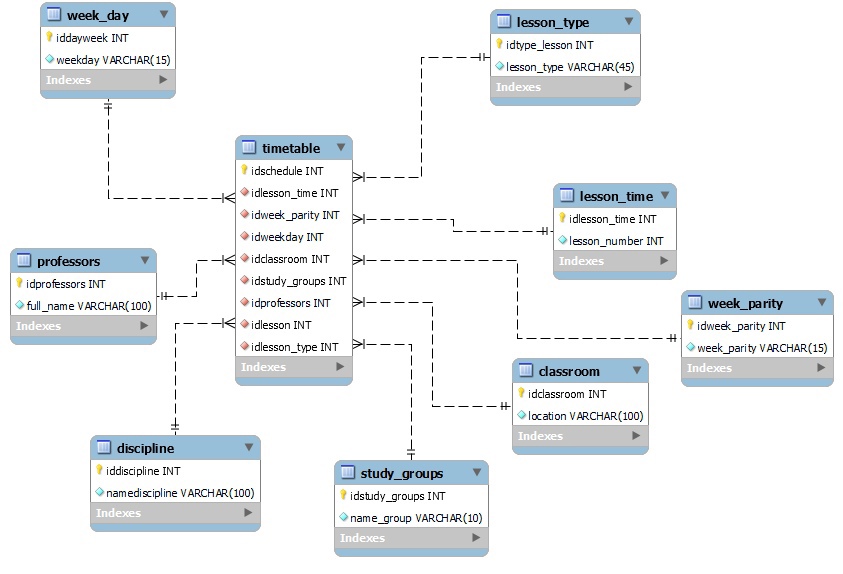 week_day
iddayweek INT
weekday VARCHAR(15)
Indexes
lesson_type
idtype_lesson INT
lesson_type VARCHAR(45)
Indexes
timetable
idschedule INT
idlesson_time INT
idweek_parity INT
idweekday INT
idclassroom INT
idstudy_groups INT
idprofessors INT
idlesson INT
idlesson_type INT
Indexes
lesson_time
idlesson_time INT
lesson_number INT
Indexes
professors
idprofessors INT
full_name VARCHAR(100)
Indexes
week_parity
idweek_parity INT
week_parity VARCHAR(15)
Indexes
classroom
idclassroom INT
location VARCHAR(100)
Indexes
discipline
iddiscipline INT
namediscipline VARCHAR(100)
Indexes
study_groups
idstudy_groups INT
name_group VARCHAR(10)
Indexes